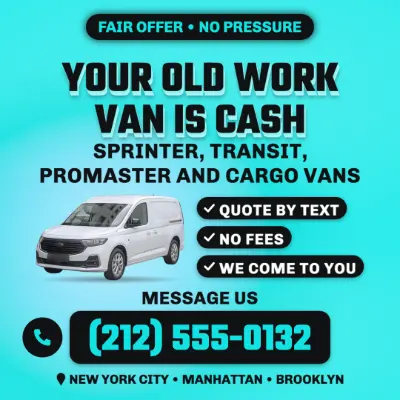 FAIR OFFER • NO PRESSURE
YOUR OLD WORK
VAN IS CASH
SPRINTER, TRANSIT,
PROMASTER AND CARGO VANS
QUOTE BY TEXT
NO FEES
WE COME TO YOU
MESSAGE US
(212) 555-0132
NEW YORK CITY • MANHATTAN • BROOKLYN